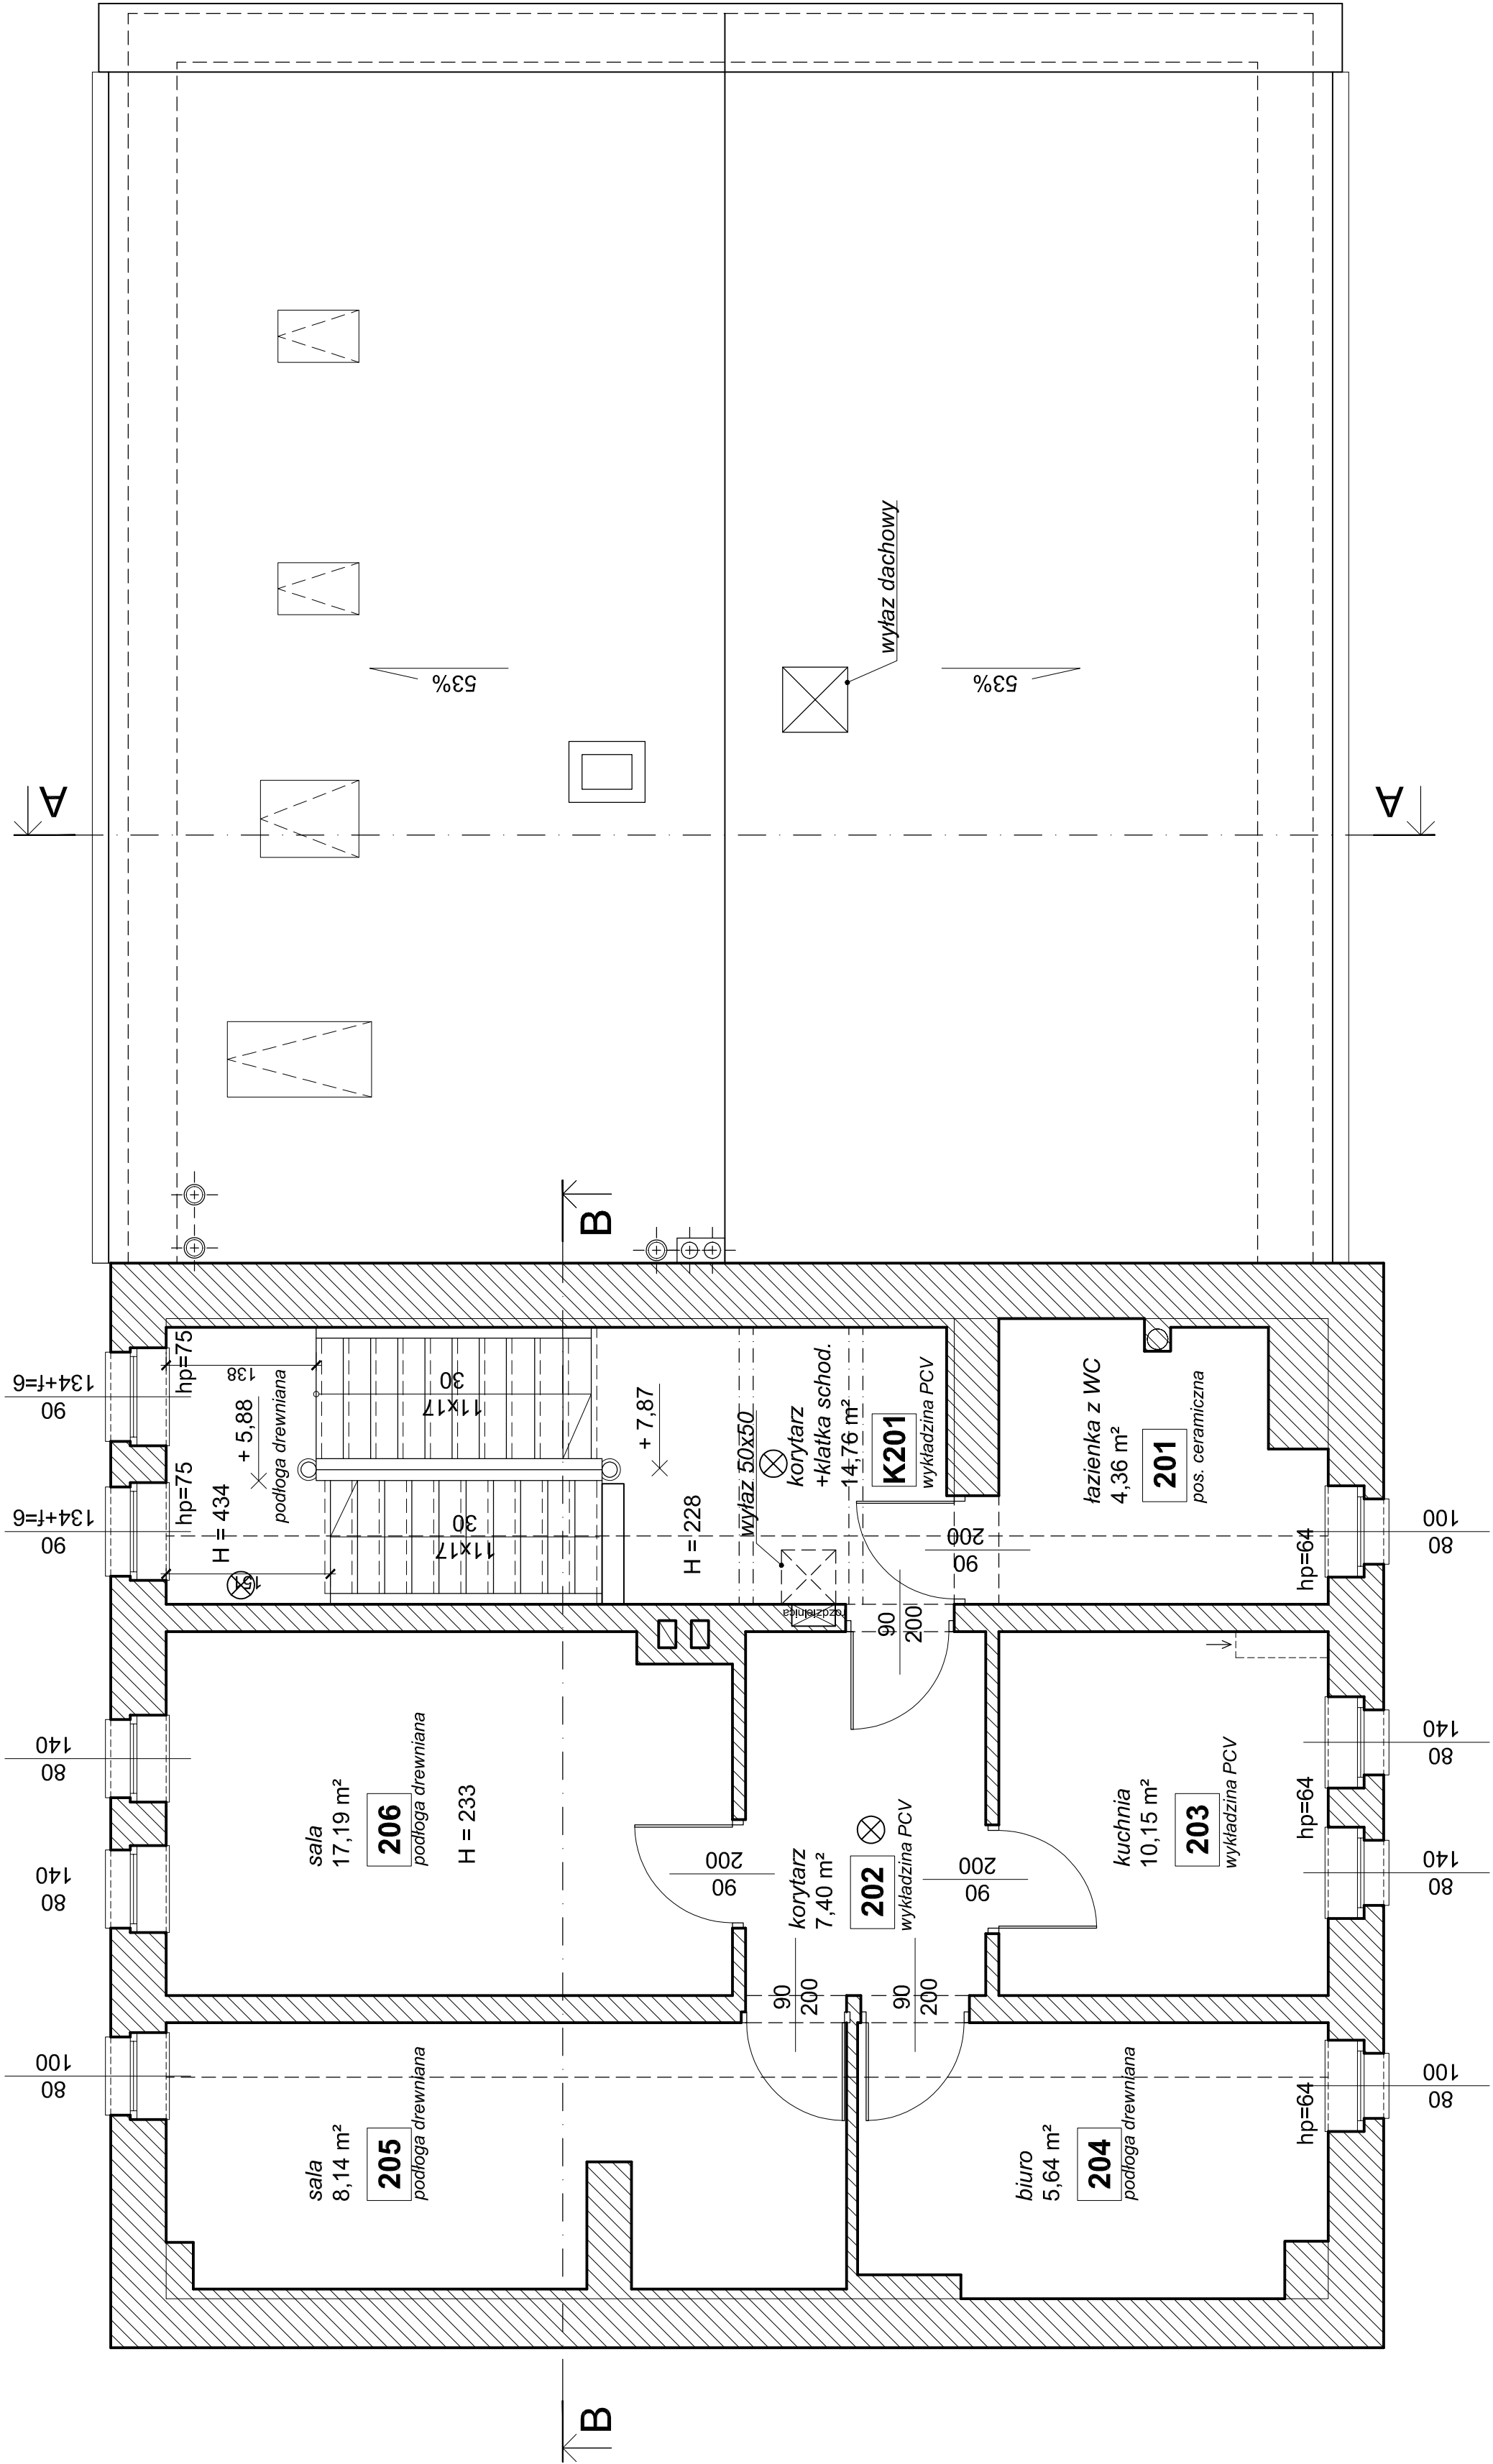 A
A
53%
53%
wyłaz dachowy
B
134+f=6
90
hp=75
134+f=6
90
hp=75
138
151
+ 5,88
podłoga drewniana
H = 434
11x17
30
11x17
30
+ 7,87
H = 228
wyłaz 50x50
rozdzielnica
korytarz
+klatka schod.
14,76 m²
K201
wykładzina PCV
90
200
90
200
łazienka z WC
4,36 m²
201
pos. ceramiczna
hp=64
100
80
140
80
140
80
sala
17,19 m²
206
podłoga drewniana
H = 233
90
200
korytarz
7,40 m²
202
wykładzina PCV
90
200
kuchnia
10,15 m²
203
wykładzina PCV
hp=64
140
80
140
80
90
200
90
200
100
80
sala
8,14 m²
205
podłoga drewniana
biuro
5,64 m²
204
podłoga drewniana
hp=64
100
80
B